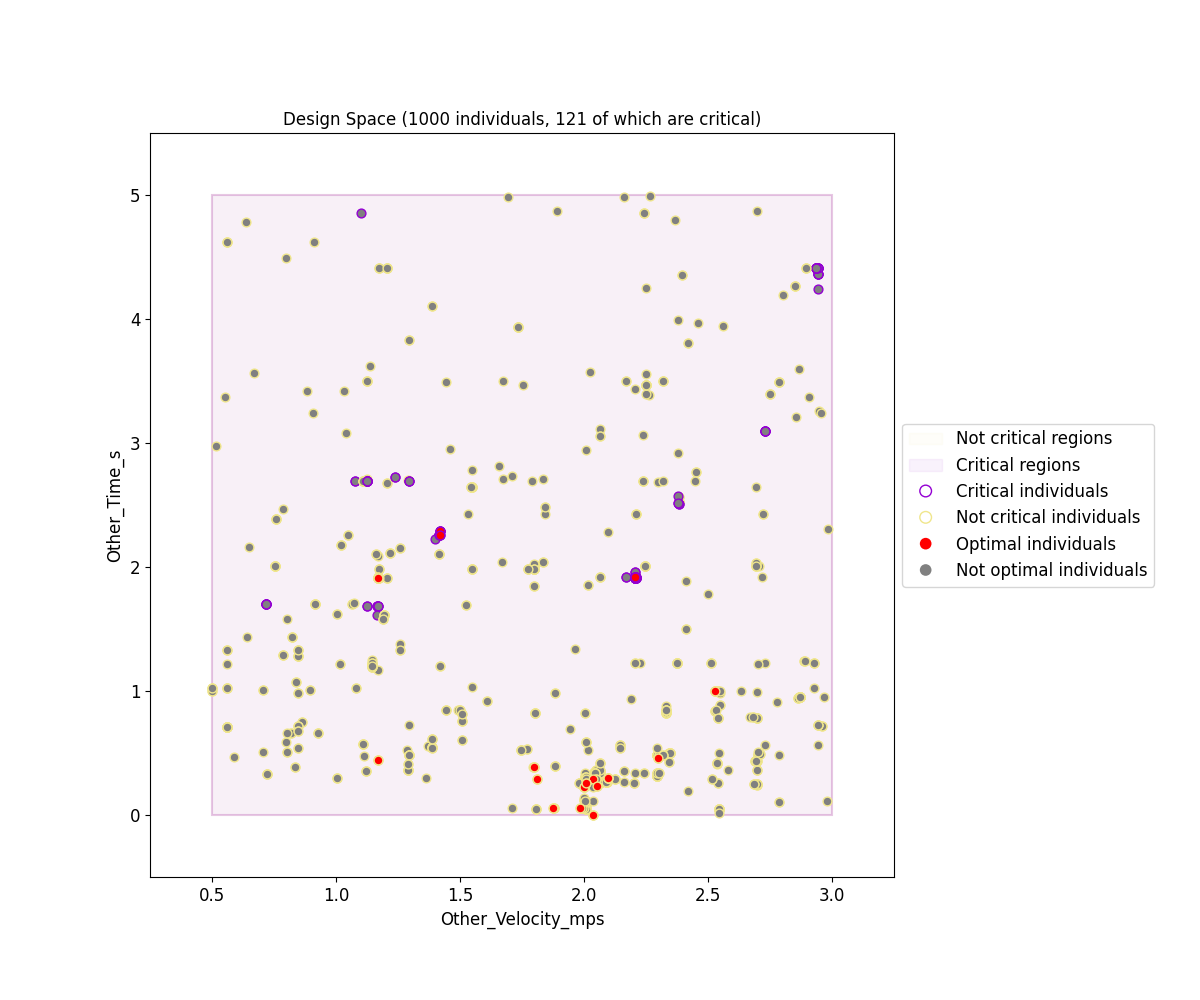 Design Space (1000 individuals, 121 of which are critical)
5
4
3
2
1
0
Other_Time_s
0.5 1.0 1.5 2.0 2.5 3.0
Other_Velocity_mps
Not critical regions
Critical regions
Critical individuals
Not critical individuals
Optimal individuals
Not optimal individuals